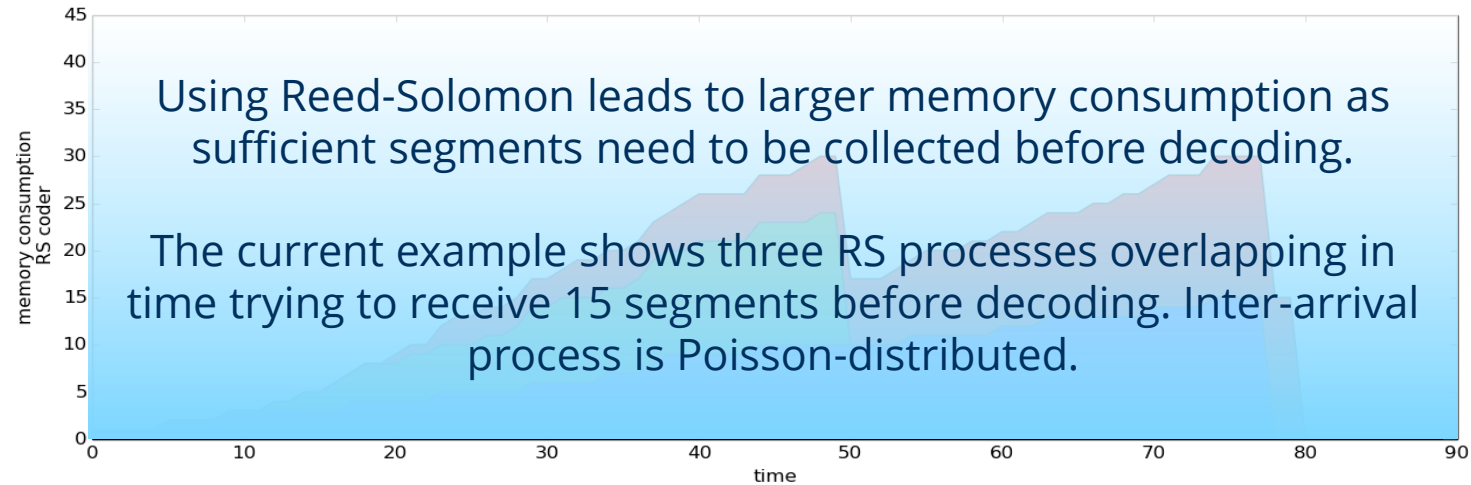 45
40
35
30
25
20
15
10
5
0
memory consumption
RS coder
Using Reed-Solomon leads to larger memory consumption as
sufficient segments need to be collected before decoding.
The current example shows three RS processes overlapping in
time trying to receive 15 segments before decoding. Inter-arrival
process is Poisson-distributed.
0 10 20 30 40 50 60 70 80 90
time